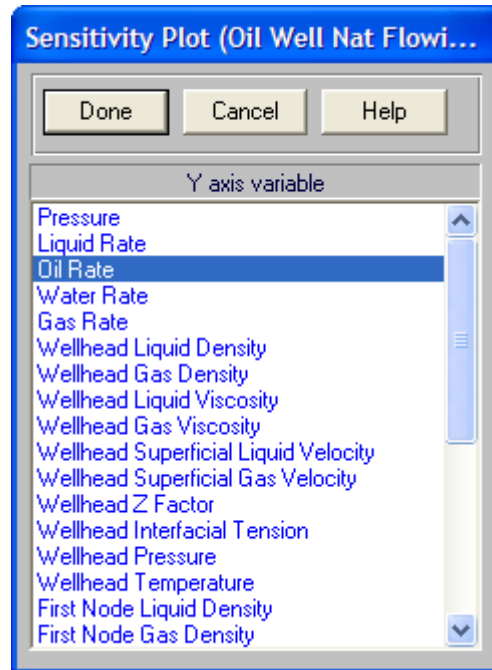 Sensitivity Plot (Oil Well Nat Flowi...
Done Cancel Help
Y axis variable
Pressure
Liquid Rate
Oil Rate
Water Rate
Gas Rate
Wellhead Liquid Density
Wellhead Gas Density
Wellhead Liquid Viscosity
Wellhead Gas Viscosity
Wellhead Superficial Liquid Velocity
Wellhead Superficial Gas Velocity
Wellhead Z Factor
Wellhead Interfacial Tension
Wellhead Pressure
Wellhead Temperature
First Node Liquid Density
First Node Gas Density